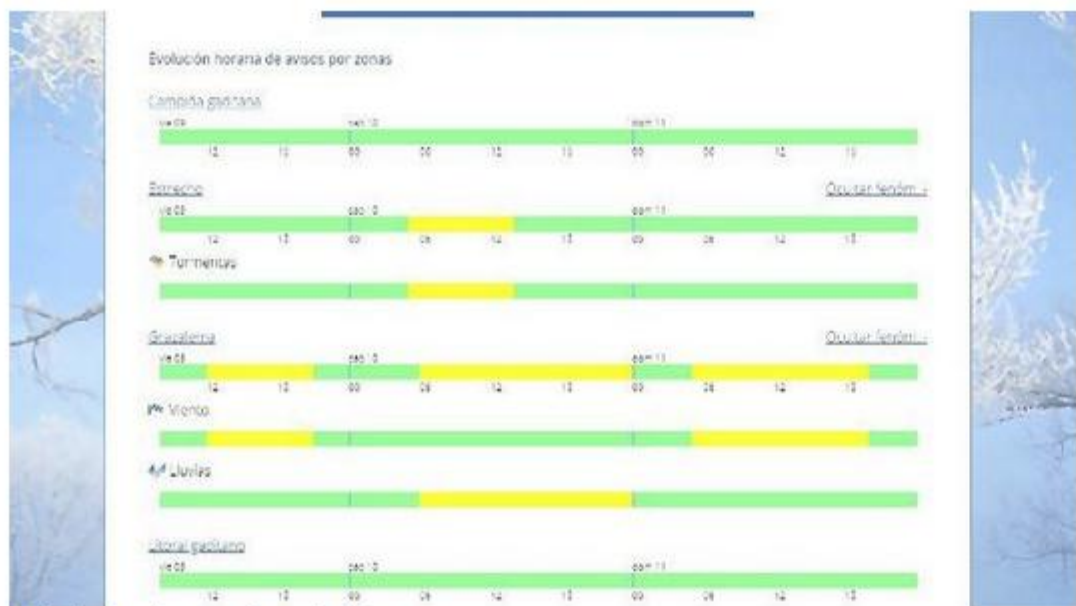 Evolución horaria de avisos por zonas
Campiña gaditana
vie 09 sáb 10 dom 11
12 18 00 06 12 18 00 06 12 18
Estrecho Ocultar fenóm. -
vie 09 sáb 10 dom 11
12 18 00 06 12 18 00 06 12 18
Tormentas
Grazalema Ocultar fenóm. -
vie 09 sáb 10 dom 11
12 18 00 06 12 18 00 06 12 18
Viento
Lluvias
Litoral gaditano
vie 09 sáb 10 dom 11
12 18 00 06 12 18 00 06 12 18